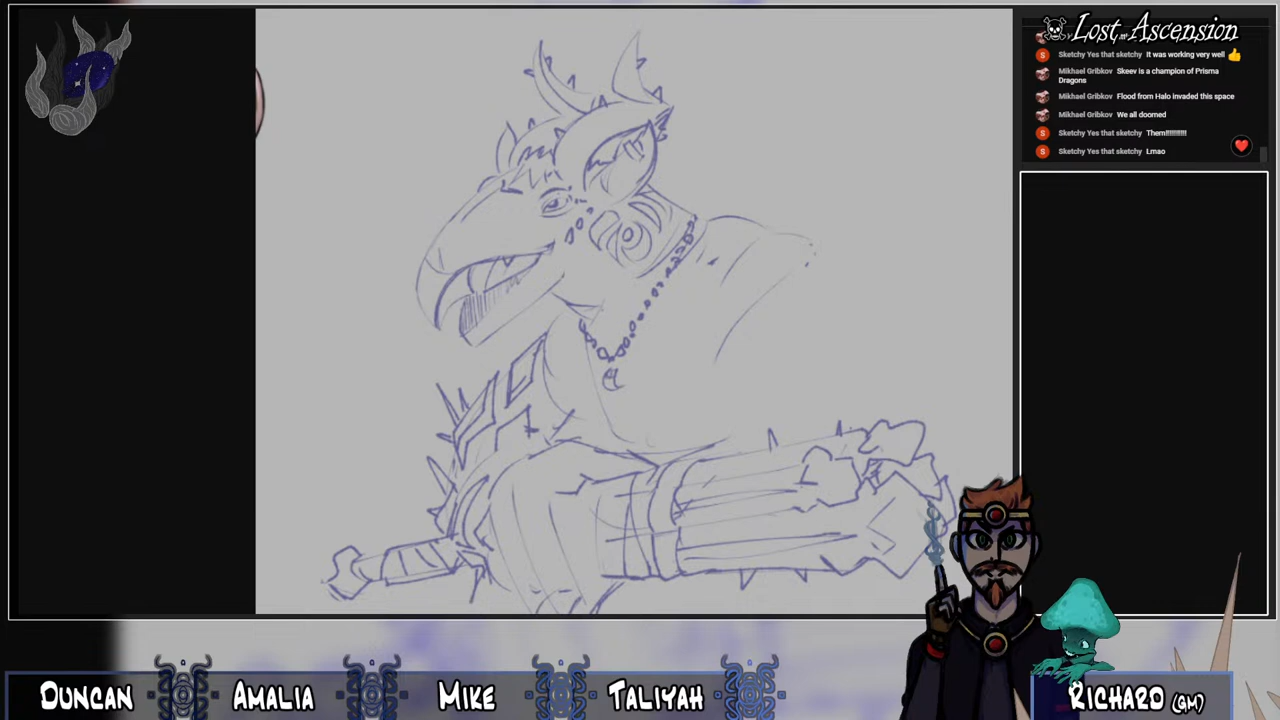 Lost Ascension
S Sketchy Yes that sketchy It was working very well 👍
Mikhael Gribkov Skeev is a champion of Prisma
Dragons
Mikhael Gribkov Flood from Halo invaded this space
Mikhael Gribkov We all doomed
S Sketchy Yes that sketchy Them!!!!!!!!!!!
S Sketchy Yes that sketchy Lmao
Duncan Amalia Mike Taliyah Richard (GM)